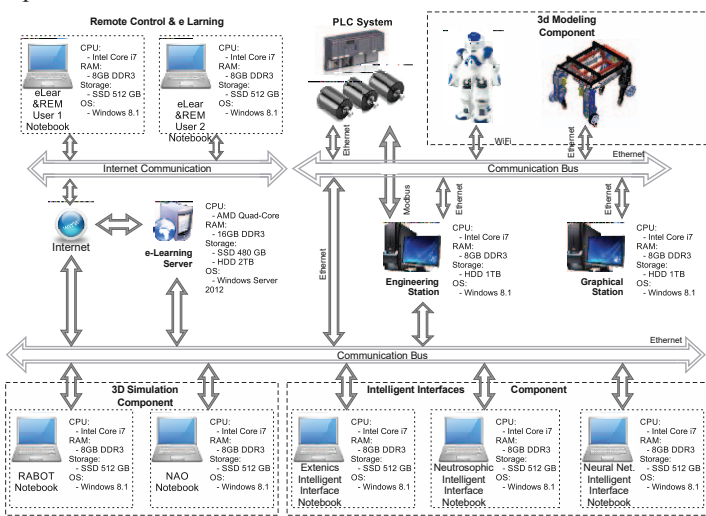 Remote Control & e Larning
PLC System
3d Modeling
Component
CPU:
- Intel Core i7
RAM:
- 8GB DDR3
Storage:
- SSD 512 GB
OS:
- Windows 8.1
eLear
&REM
User 1
Notebook
CPU:
- Intel Core i7
RAM:
- 8GB DDR3
Storage:
- SSD 512 GB
OS:
- Windows 8.1
eLear
&REM
User 2
Notebook
Ethernet
WiFi
Ethernet
Ethernet
Internet Communication
Communication Bus
Modbus
Ethernet
Ethernet
Internet
e-Learning
Server
CPU:
- AMD Quad-Core
RAM:
- 16GB DDR3
Storage:
- SSD 480 GB
- HDD 2TB
OS:
- Windows Server
2012
Ethernet
Engineering
Station
CPU:
- Intel Core i7
RAM:
- 8GB DDR3
Storage:
- HDD 1TB
OS:
- Windows 8.1
Graphical
Station
CPU:
- Intel Core i7
RAM:
- 8GB DDR3
Storage:
- HDD 1TB
OS:
- Windows 8.1
Ethernet
Communication Bus
3D Simulation
Component
Intelligent Interfaces Component
RABOT
Notebook
CPU:
- Intel Core i7
RAM:
- 8GB DDR3
Storage:
- SSD 512 GB
OS:
- Windows 8.1
NAO
Notebook
CPU:
- Intel Core i7
RAM:
- 8GB DDR3
Storage:
- SSD 512 GB
OS:
- Windows 8.1
Extenics
Intelligent
Interface
Notebook
CPU:
- Intel Core i7
RAM:
- 8GB DDR3
Storage:
- SSD 512 GB
OS:
- Windows 8.1
Neutrosophic
Intelligent
Interface
Notebook
CPU:
- Intel Core i7
RAM:
- 8GB DDR3
Storage:
- SSD 512 GB
OS:
- Windows 8.1
Neural Net.
Intelligent
Interface
Notebook
CPU:
- Intel Core i7
RAM:
- 8GB DDR3
Storage:
- SSD 512 GB
OS:
- Windows 8.1